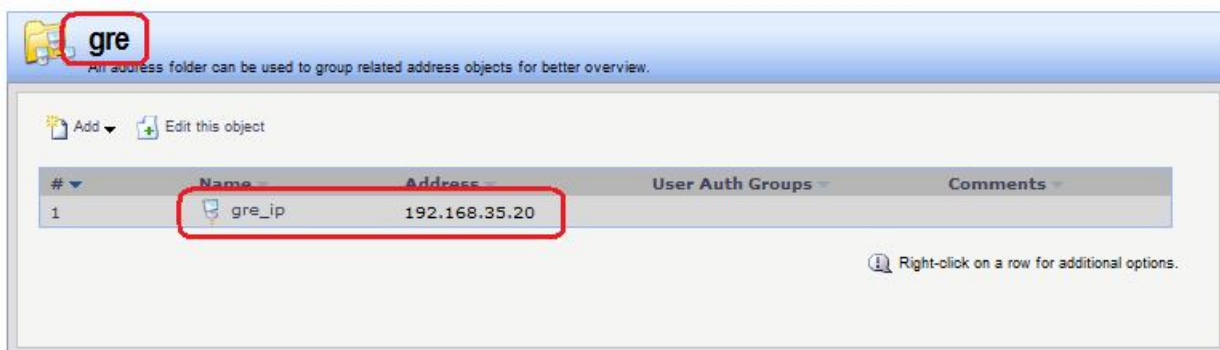 gre
An address folder can be used to group related address objects for better overview.
Add Edit this object
# Name Address User Auth Groups Comments
1 gre_ip 192.168.35.20
Right-click on a row for additional options.